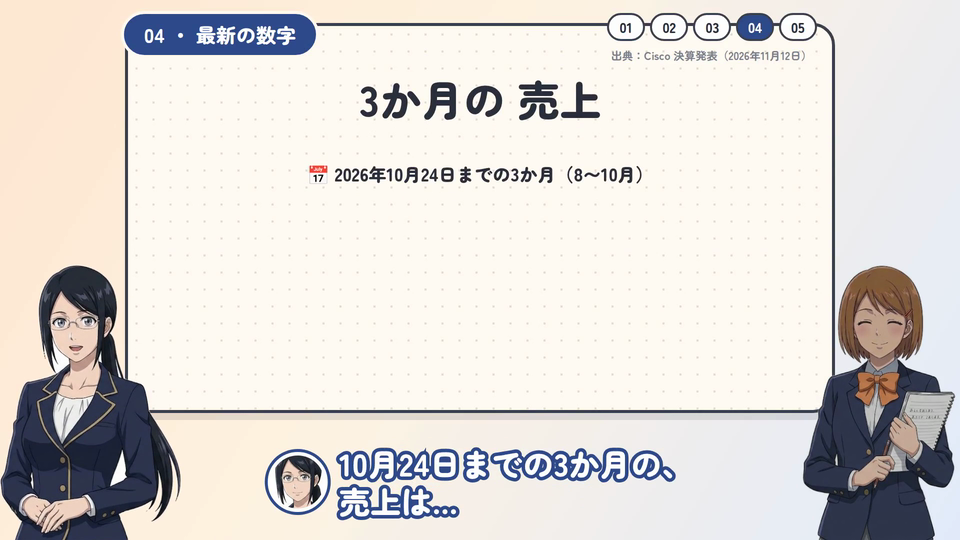 04 ・ 最新の数字
01 02 03 04 05
出典：Cisco 決算発表（2026年11月12日）
3か月の 売上
📅 2026年10月24日までの3か月（8〜10月）
10月24日までの3か月の、
売上は…